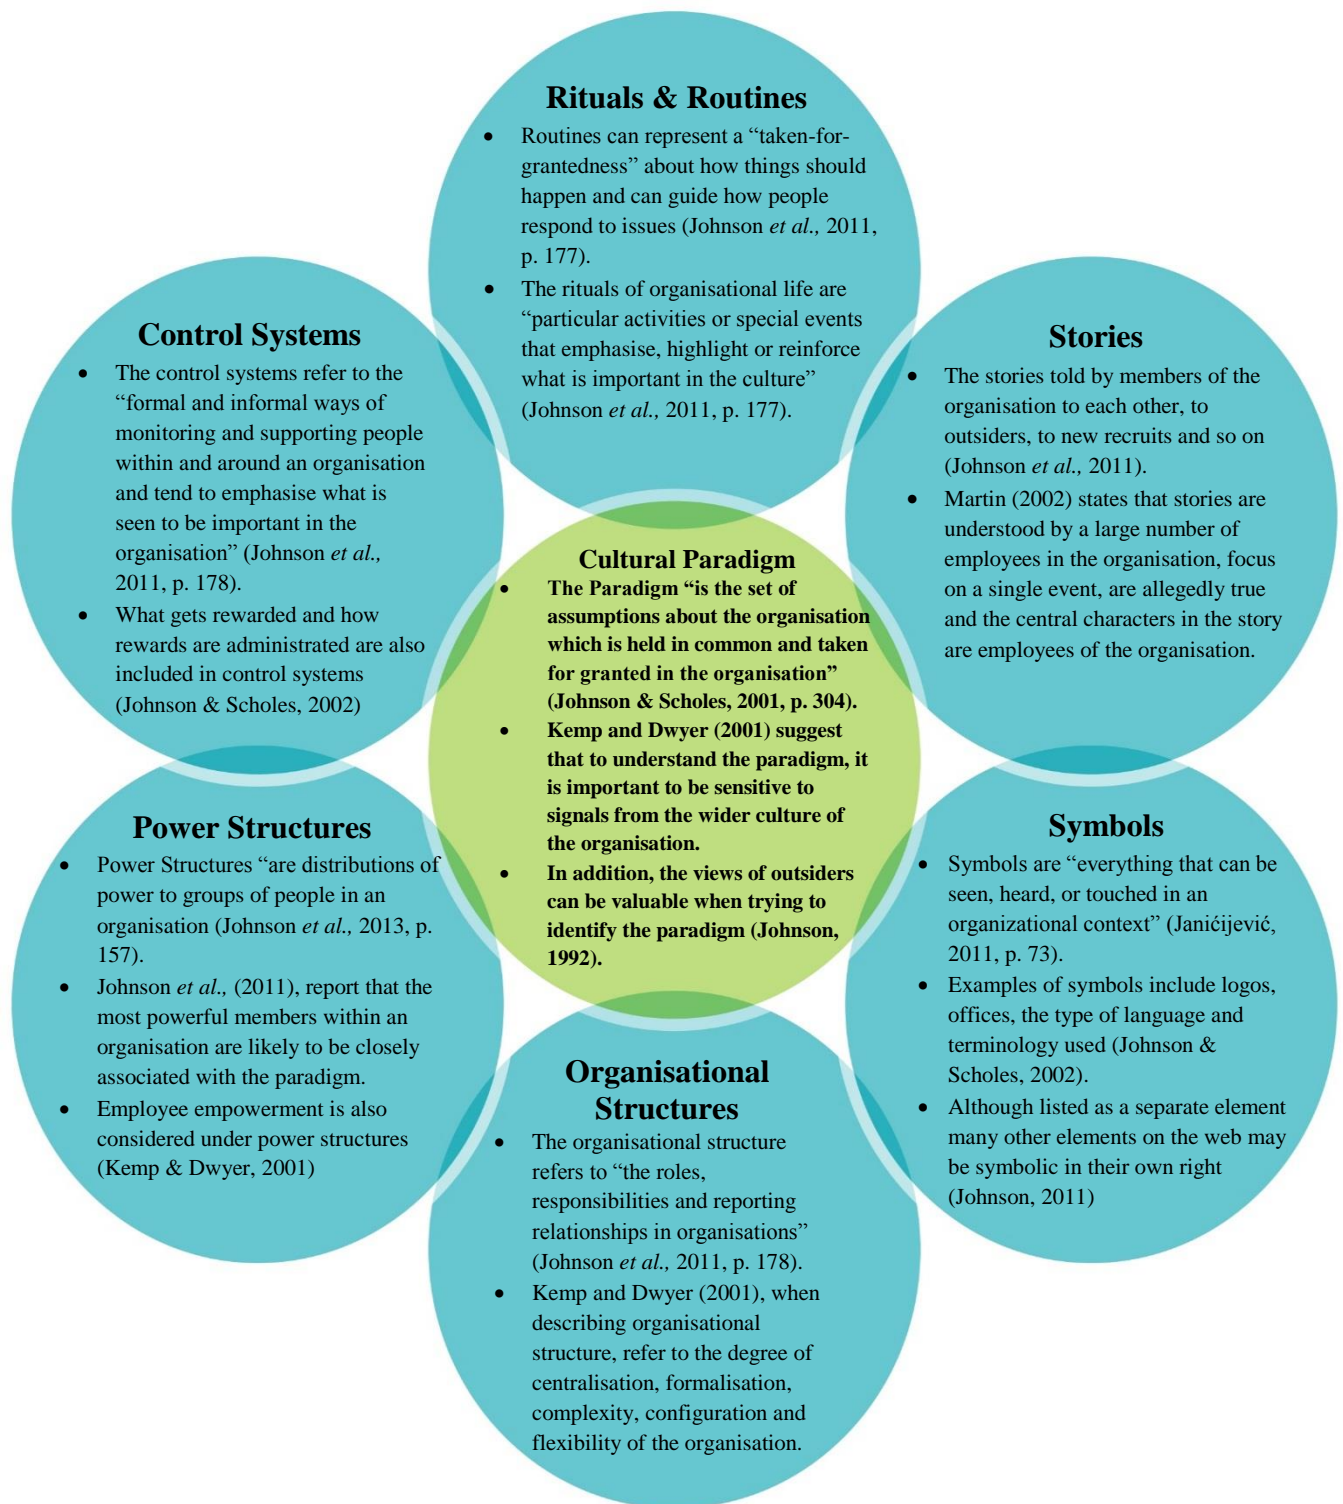 Rituals & Routines
• Routines can represent a “taken-for-
grantedness” about how things should
happen and can guide how people
respond to issues (Johnson et al., 2011,
p. 177).
• The rituals of organisational life are
“particular activities or special events
that emphasise, highlight or reinforce
what is important in the culture”
(Johnson et al., 2011, p. 177).
Control Systems
• The control systems refer to the
“formal and informal ways of
monitoring and supporting people
within and around an organisation
and tend to emphasise what is
seen to be important in the
organisation” (Johnson et al.,
2011, p. 178).
• What gets rewarded and how
rewards are administrated are also
included in control systems
(Johnson & Scholes, 2002)
Stories
• The stories told by members of the
organisation to each other, to
outsiders, to new recruits and so on
(Johnson et al., 2011).
• Martin (2002) states that stories are
understood by a large number of
employees in the organisation, focus
on a single event, are allegedly true
and the central characters in the story
are employees of the organisation.
Cultural Paradigm
• The Paradigm “is the set of
assumptions about the organisation
which is held in common and taken
for granted in the organisation”
(Johnson & Scholes, 2001, p. 304).
• Kemp and Dwyer (2001) suggest
that to understand the paradigm, it
is important to be sensitive to
signals from the wider culture of
the organisation.
• In addition, the views of outsiders
can be valuable when trying to
identify the paradigm (Johnson,
1992).
Power Structures
• Power Structures “are distributions of
power to groups of people in an
organisation (Johnson et al., 2013, p.
157).
• Johnson et al., (2011), report that the
most powerful members within an
organisation are likely to be closely
associated with the paradigm.
• Employee empowerment is also
considered under power structures
(Kemp & Dwyer, 2001)
Symbols
• Symbols are “everything that can be
seen, heard, or touched in an
organizational context” (Janićijević,
2011, p. 73).
• Examples of symbols include logos,
offices, the type of language and
terminology used (Johnson &
Scholes, 2002).
• Although listed as a separate element
many other elements on the web may
be symbolic in their own right
(Johnson, 2011)
Organisational
Structures
• The organisational structure
refers to “the roles,
responsibilities and reporting
relationships in organisations”
(Johnson et al., 2011, p. 178).
• Kemp and Dwyer (2001), when
describing organisational
structure, refer to the degree of
centralisation, formalisation,
complexity, configuration and
flexibility of the organisation.